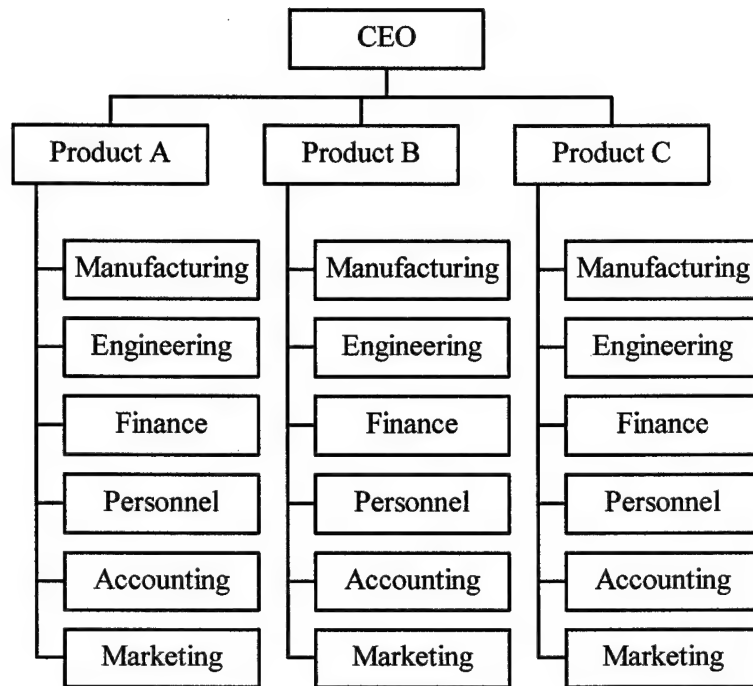 CEO
Product A
Product B
Product C
Manufacturing
Engineering
Finance
Personnel
Accounting
Marketing
Manufacturing
Engineering
Finance
Personnel
Accounting
Marketing
Manufacturing
Engineering
Finance
Personnel
Accounting
Marketing